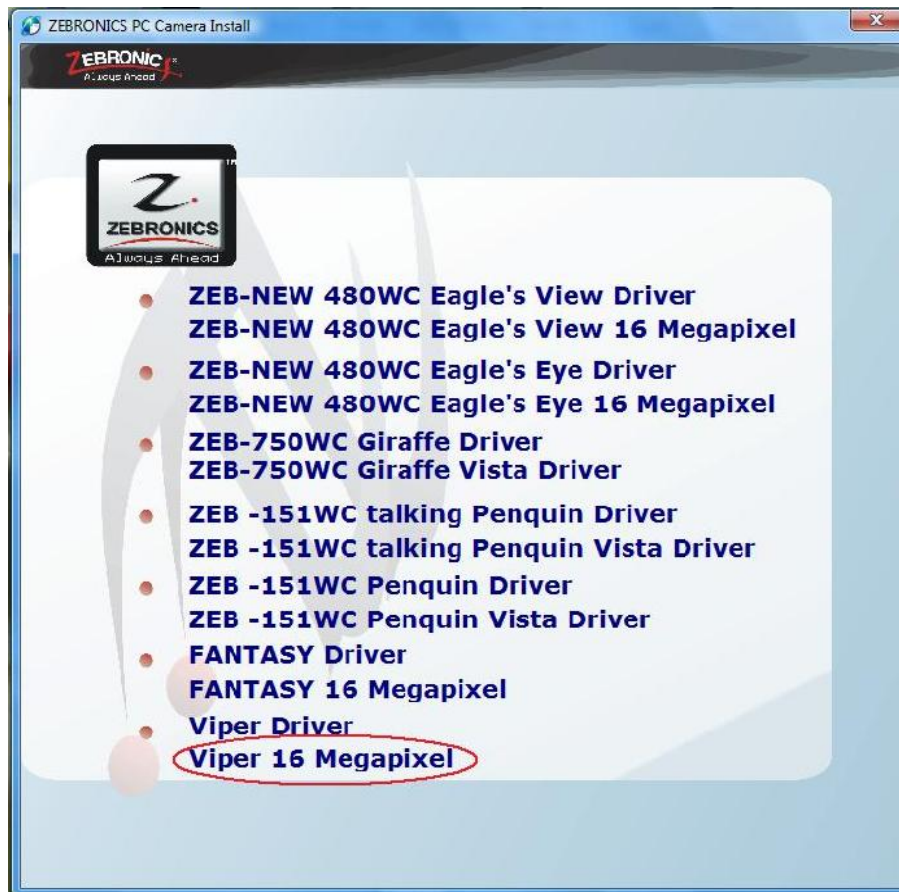 ZEBRONICS PC Camera Install
ZEBRONICS
Always Ahead
ZEBRONICS
Always Ahead
ZEB-NEW 480WC Eagle's View Driver
ZEB-NEW 480WC Eagle's View 16 Megapixel
ZEB-NEW 480WC Eagle's Eye Driver
ZEB-NEW 480WC Eagle's Eye 16 Megapixel
ZEB-750WC Giraffe Driver
ZEB-750WC Giraffe Vista Driver
ZEB -151WC talking Penquin Driver
ZEB -151WC talking Penquin Vista Driver
ZEB -151WC Penquin Driver
ZEB -151WC Penquin Vista Driver
FANTASY Driver
FANTASY 16 Megapixel
Viper Driver
Viper 16 Megapixel